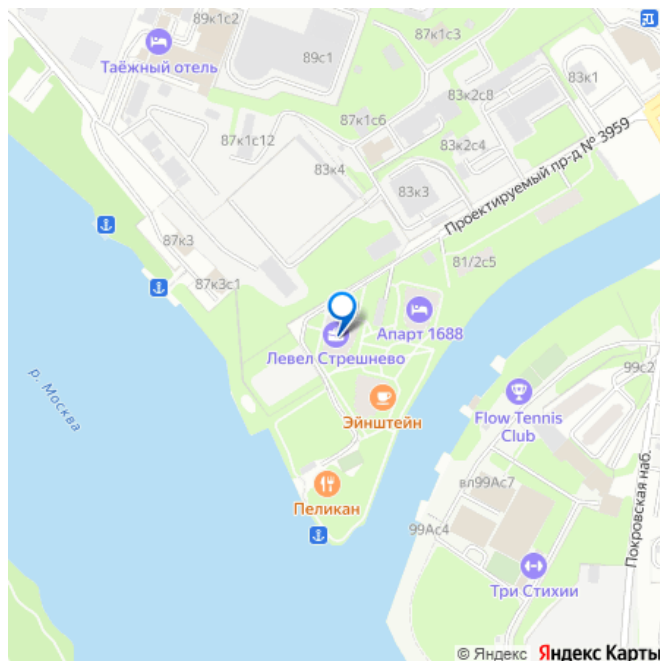 89к1с2
Таёжный отель
89с1
87к1с3
83к1
83к2с8
87к1с6
87к1с12
83к2с4
83к4
83к3
Проектируемый пр-д № 3959
87к3
87к3с1
81/2с5
Апарт 1688
Левел Стрешнево
р. Москва
99с2
Эйнштейн
Flow Tennis
Club
вл99Ас7
Пеликан
99Ас4
Покровская наб.
Три Стихии
© Яндекс Яндекс Карты